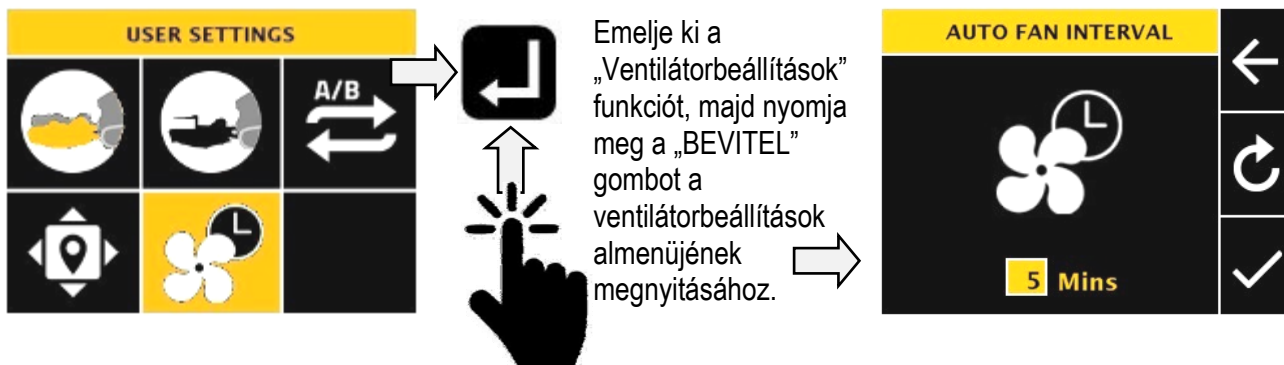 USER SETTINGS
A/B
Emelje ki a
„Ventilátorbeállítások”
funkciót, majd nyomja
meg a „BEVITEL”
gombot a
ventilátorbeállítások
almenüjének
megnyitásához.
AUTO FAN INTERVAL
5 Mins